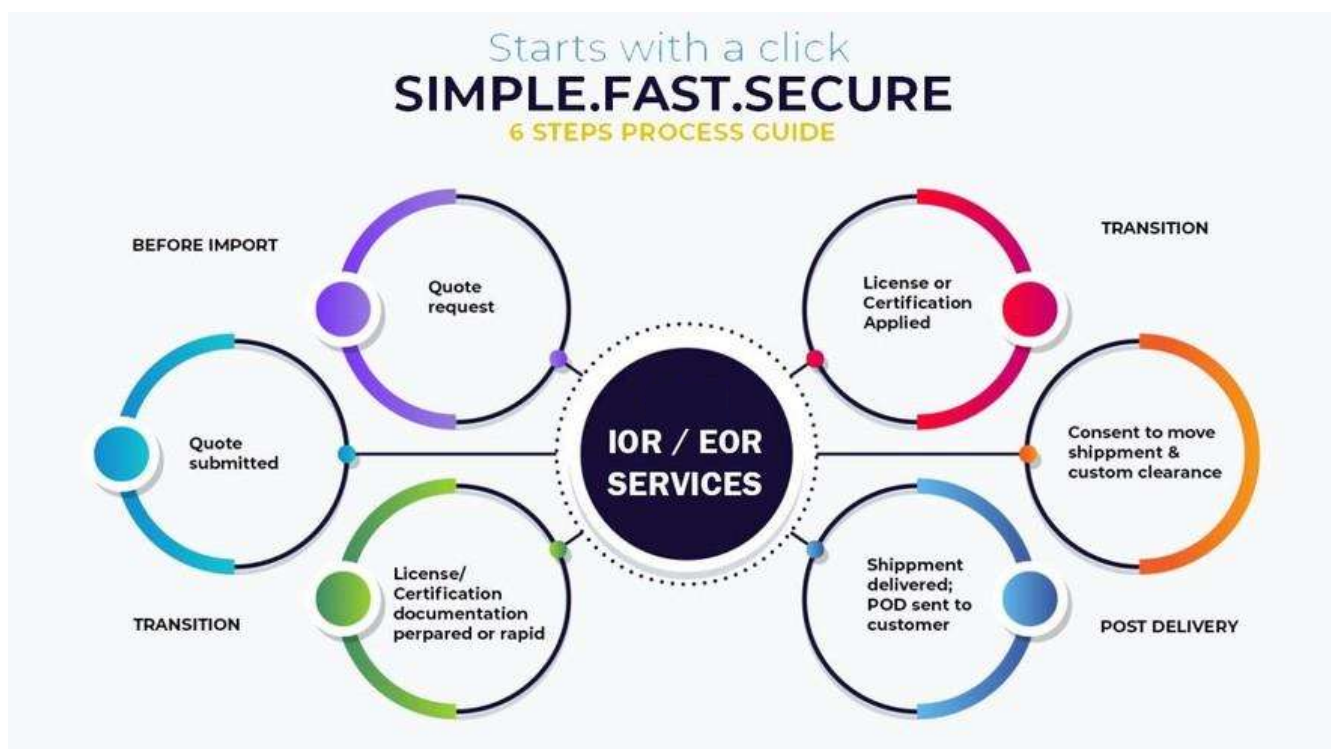 Starts with a click
SIMPLE.FAST.SECURE
6 STEPS PROCESS GUIDE
BEFORE IMPORT
Quote
request
Quote
submitted
License/
Certification
documentation
perpared or rapid
TRANSITION
IOR / EOR
SERVICES
TRANSITION
License or
Certification
Applied
Consent to move
shippment &
custom clearance
Shippment
delivered;
POD sent to
customer
POST DELIVERY